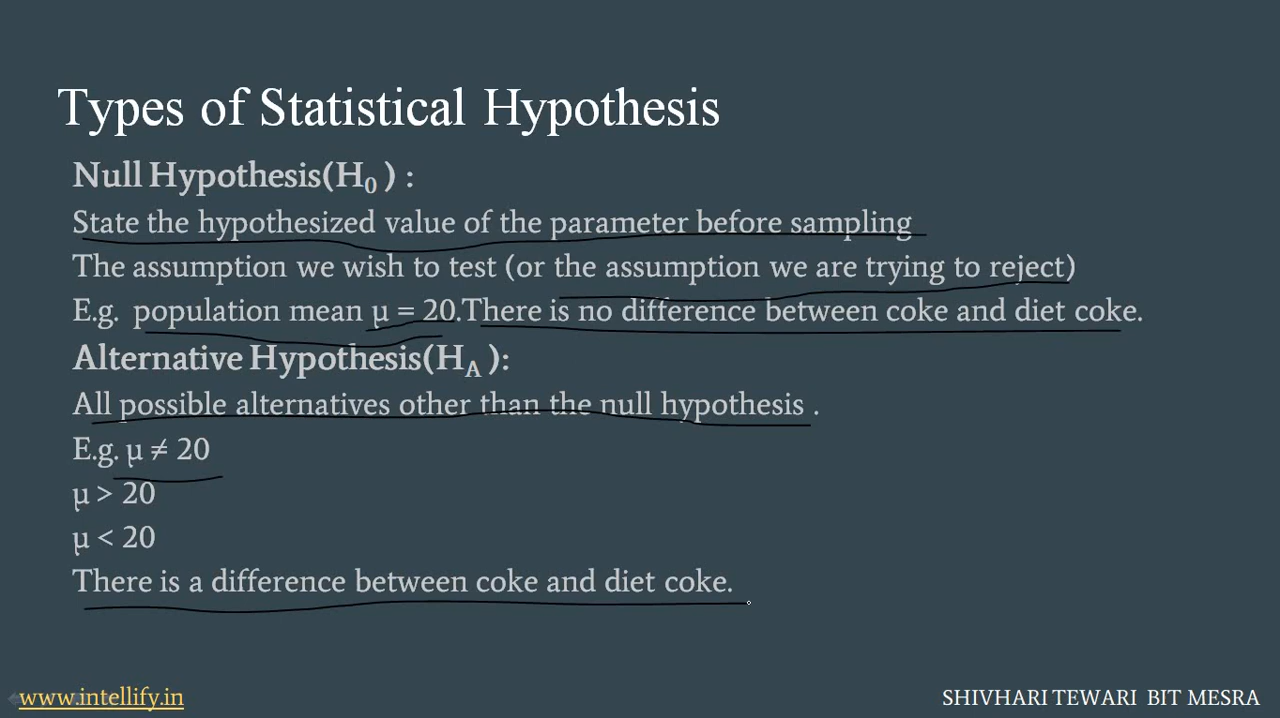 Types of Statistical Hypothesis
Null Hypothesis(H₀ ) :
State the hypothesized value of the parameter before sampling
The assumption we wish to test (or the assumption we are trying to reject)
E.g. population mean μ = 20.There is no difference between coke and diet coke.
Alternative Hypothesis(H_A ):
All possible alternatives other than the null hypothesis .
E.g. μ ≠ 20
μ > 20
μ < 20
There is a difference between coke and diet coke.
www.intellify.in
SHIVHARI TEWARI BIT MESRA